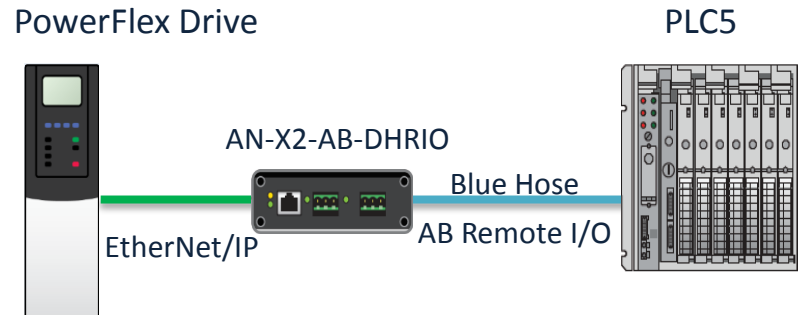 PowerFlex Drive
PLC5
AN-X2-AB-DHRIO
Blue Hose
EtherNet/IP
AB Remote I/O